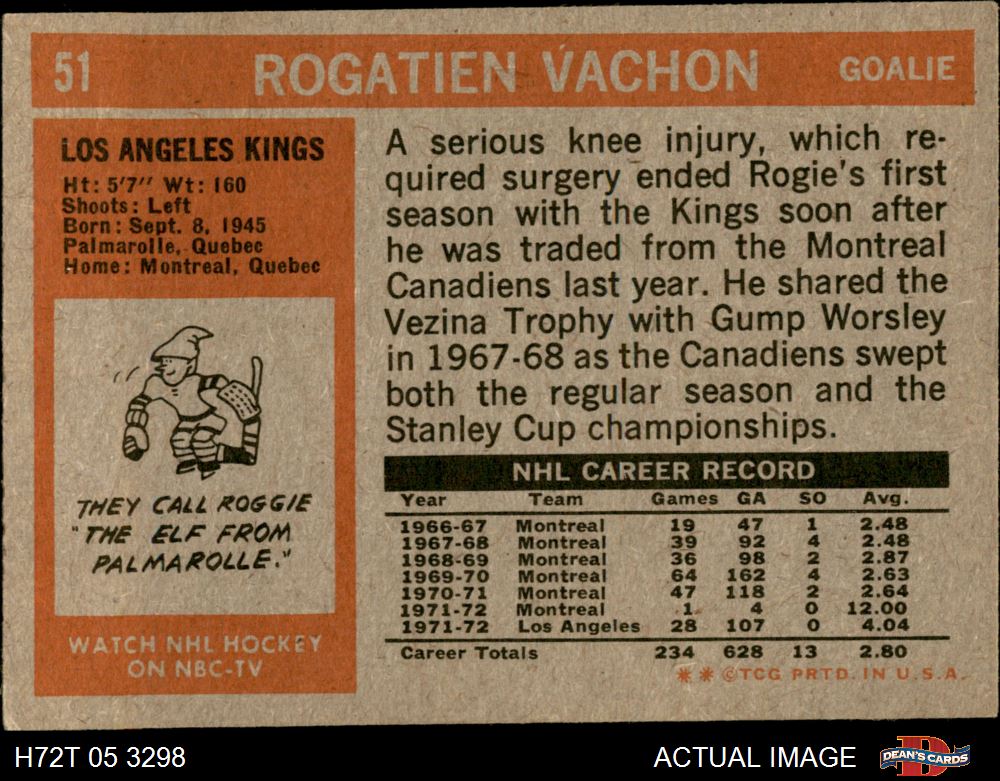 51 ROGATIEN VACHON GOALIE
LOS ANGELES KINGS
Ht: 5'7" Wt: 160
Shoots: Left
Born: Sept. 8, 1945
Palmarolle, Quebec
Home: Montreal, Quebec
THEY CALL ROGGIE
"THE ELF FROM
PALMAROLLE."
WATCH NHL HOCKEY
ON NBC-TV
A serious knee injury, which re-
quired surgery ended Rogie's first
season with the Kings soon after
he was traded from the Montreal
Canadiens last year. He shared the
Vezina Trophy with Gump Worsley
in 1967-68 as the Canadiens swept
both the regular season and the
Stanley Cup championships.
NHL CAREER RECORD
Year Team Games GA SO Avg.
1966-67 Montreal 19 47 1 2.48
1967-68 Montreal 39 92 4 2.48
1968-69 Montreal 36 98 2 2.87
1969-70 Montreal 64 162 4 2.63
1970-71 Montreal 47 118 2 2.64
1971-72 Montreal 1 4 0 12.00
1971-72 Los Angeles 28 107 0 4.04
Career Totals 234 628 13 2.80
* * ©TCG PRTD. IN U.S.A.
H72T 05 3298 ACTUAL IMAGE D DEAN'S CARDS